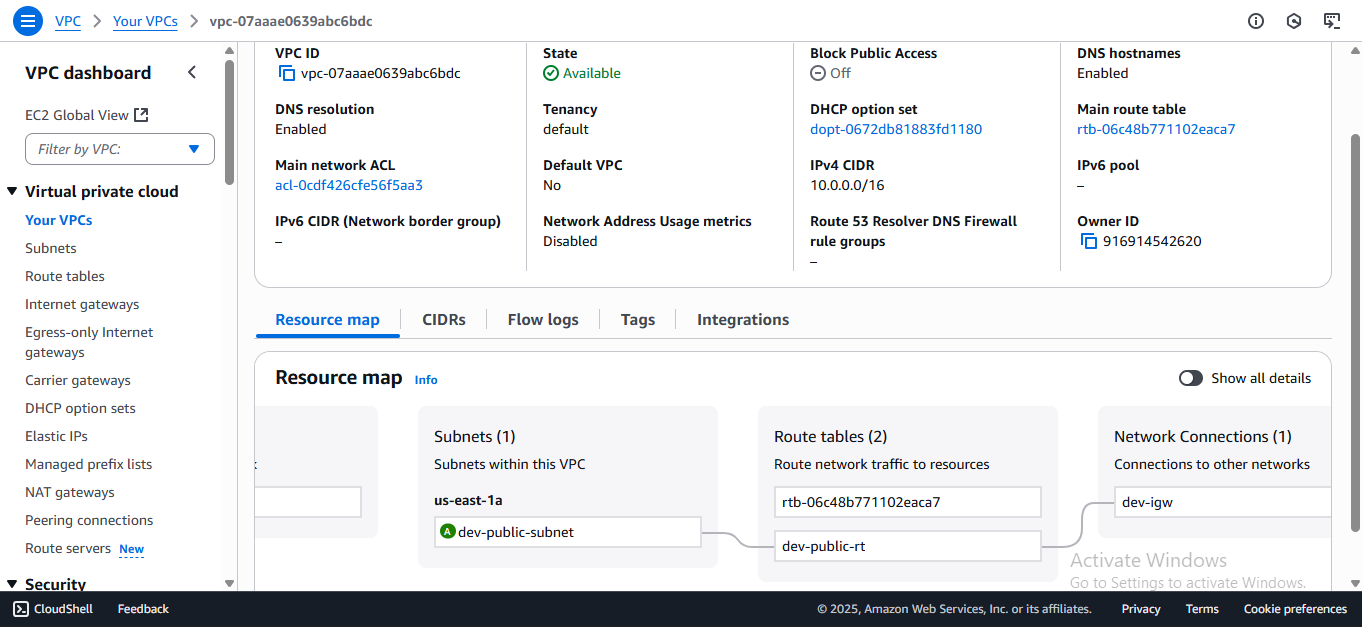 VPC
Your VPCs
vpc-07aaae0639abc6bdc
VPC dashboard
EC2 Global View
Filter by VPC:
Virtual private cloud
Your VPCs
Subnets
Route tables
Internet gateways
Egress-only Internet
gateways
Carrier gateways
DHCP option sets
Elastic IPs
Managed prefix lists
NAT gateways
Peering connections
Route servers New
Security
VPC ID
vpc-07aaae0639abc6bdc
State
Available
Block Public Access
Off
DNS hostnames
Enabled
DNS resolution
Enabled
Tenancy
default
DHCP option set
dopt-0672db81883fd1180
Main route table
rtb-06c48b771102eaca7
Main network ACL
acl-0cdf426cfe56f5aa3
Default VPC
No
IPv4 CIDR
10.0.0.0/16
IPv6 pool
–
IPv6 CIDR (Network border group)
–
Network Address Usage metrics
Disabled
Route 53 Resolver DNS Firewall
rule groups
–
Owner ID
916914542620
Resource map
CIDRs
Flow logs
Tags
Integrations
Resource map Info
Show all details
Subnets (1)
Subnets within this VPC
us-east-1a
A dev-public-subnet
Route tables (2)
Route network traffic to resources
rtb-06c48b771102eaca7
dev-public-rt
Network Connections (1)
Connections to other networks
dev-igw
Activate Windows
Go to Settings to activate Windows.
CloudShell
Feedback
© 2025, Amazon Web Services, Inc. or its affiliates.
Privacy
Terms
Cookie preferences